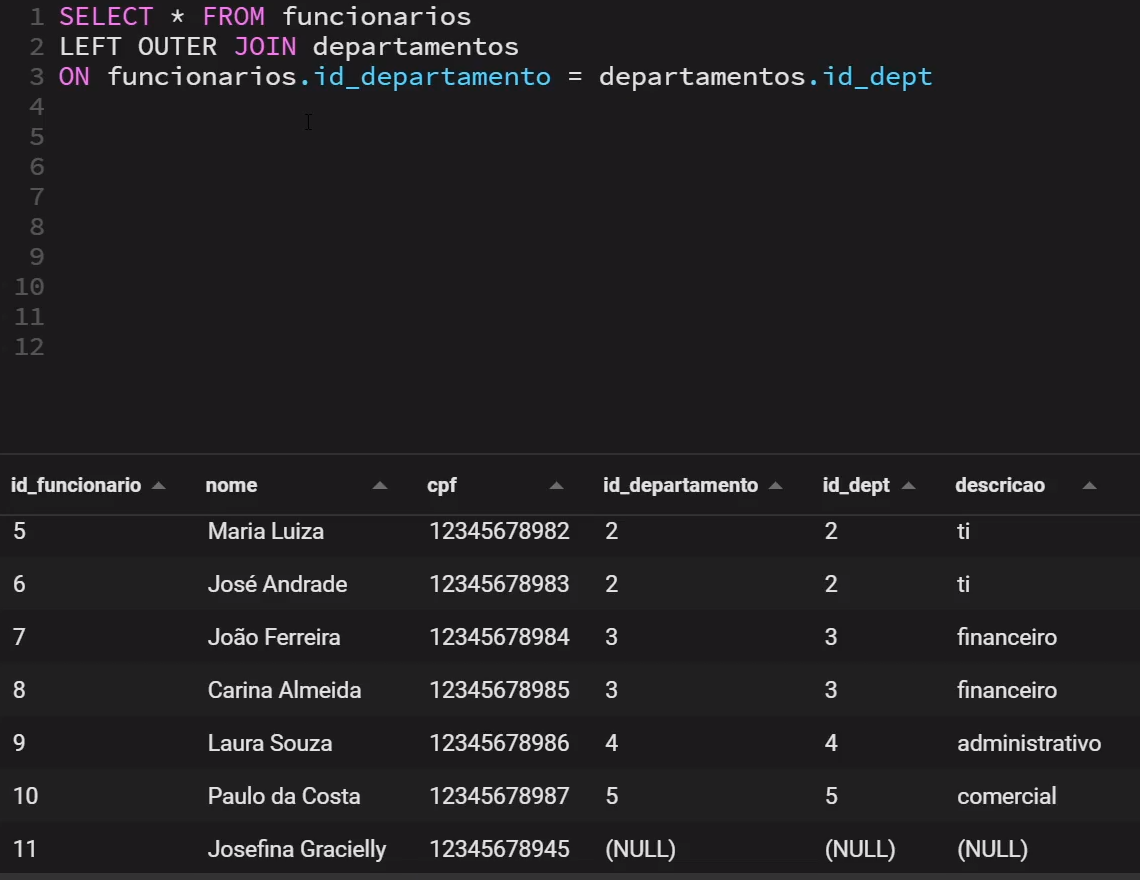 1 SELECT * FROM funcionarios
2 LEFT OUTER JOIN departamentos
3 ON funcionarios.id_departamento = departamentos.id_dept
4
5
6
7
8
9
10
11
12
id_funcionario nome cpf id_departamento id_dept descricao
5 Maria Luiza 12345678982 2 2 ti
6 José Andrade 12345678983 2 2 ti
7 João Ferreira 12345678984 3 3 financeiro
8 Carina Almeida 12345678985 3 3 financeiro
9 Laura Souza 12345678986 4 4 administrativo
10 Paulo da Costa 12345678987 5 5 comercial
11 Josefina Gracielly 12345678945 (NULL) (NULL) (NULL)